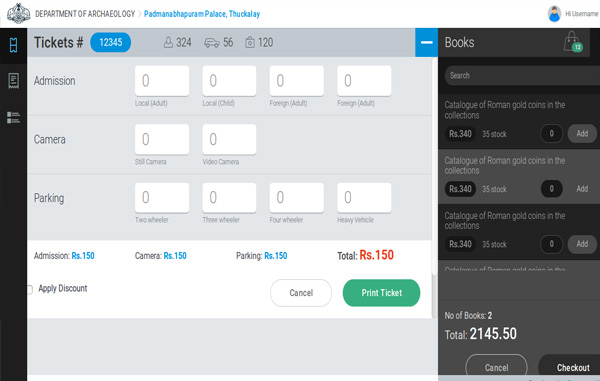 DEPARTMENT OF ARCHAEOLOGY > Padmanabhapuram Palace, Thuckalay
Hi Username
Tickets # 12345 324 56 120
Admission 0 0 0 0
Local (Adult) Local (Child) Foreign (Adult) Foreign (Adult)
Camera 0 0
Still Camera Video Camera
Parking 0 0 0 0
Two wheeler Three wheeler Four wheeler Heavy Vehicle
Admission: Rs.150 Camera: Rs.150 Parking: Rs.150 Total: Rs.150
Apply Discount Cancel Print Ticket
Books 12
Search
Catalogue of Roman gold coins in the
collections
Rs.340 35 stock 0 Add
Catalogue of Roman gold coins in the
collections
Rs.340 35 stock 0 Add
Catalogue of Roman gold coins in the
collections
Rs.340 35 stock 0 Add
Catalogue of Roman gold coins in the
No of Books: 2
Total: 2145.50
Cancel Checkout